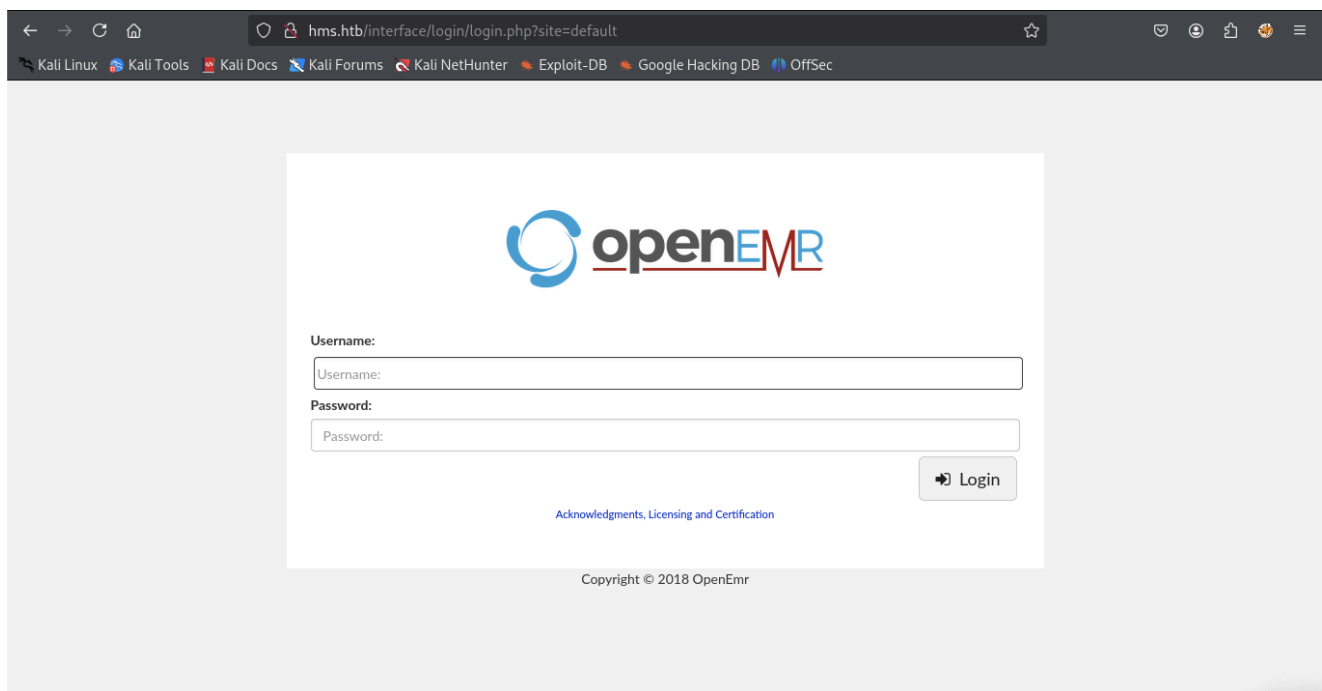 hms.htb/interface/login/login.php?site=default
Kali Linux Kali Tools Kali Docs Kali Forums Kali NetHunter Exploit-DB Google Hacking DB OffSec
openEMR
Username:
Username:
Password:
Password:
Login
Acknowledgments, Licensing and Certification
Copyright © 2018 OpenEmr